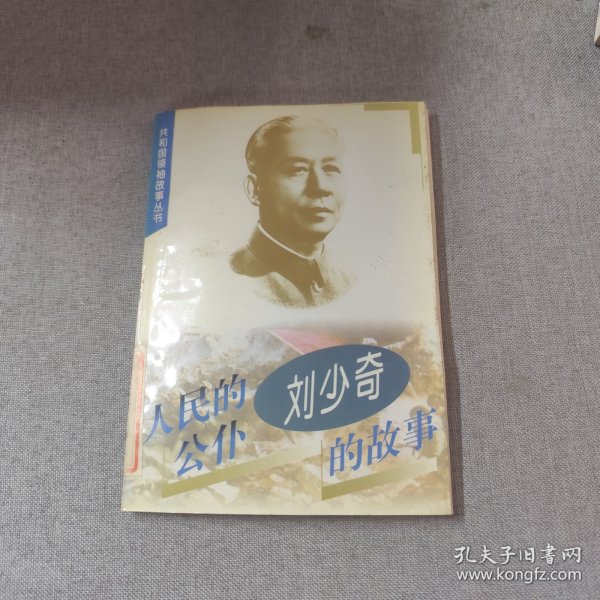 共和国领袖故事丛书
人民的
公仆
刘少奇
的故事
孔夫子旧书网
www.kongfz.com